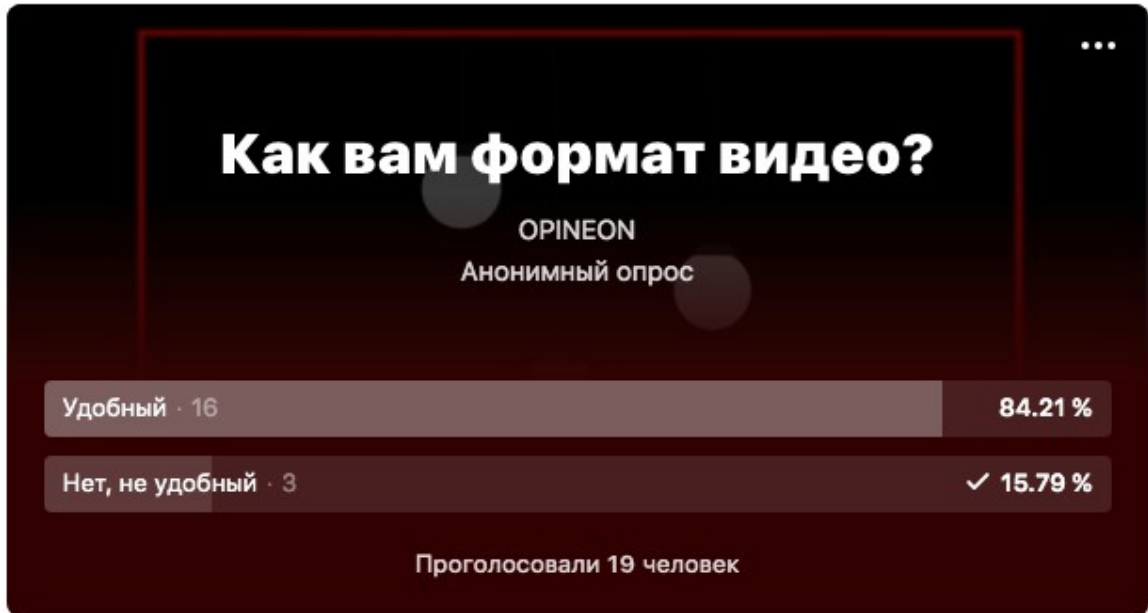 Как вам формат видео?
OPINEON
Анонимный опрос
Удобный · 16 84.21 %
Нет, не удобный · 3 15.79 %
Проголосовали 19 человек